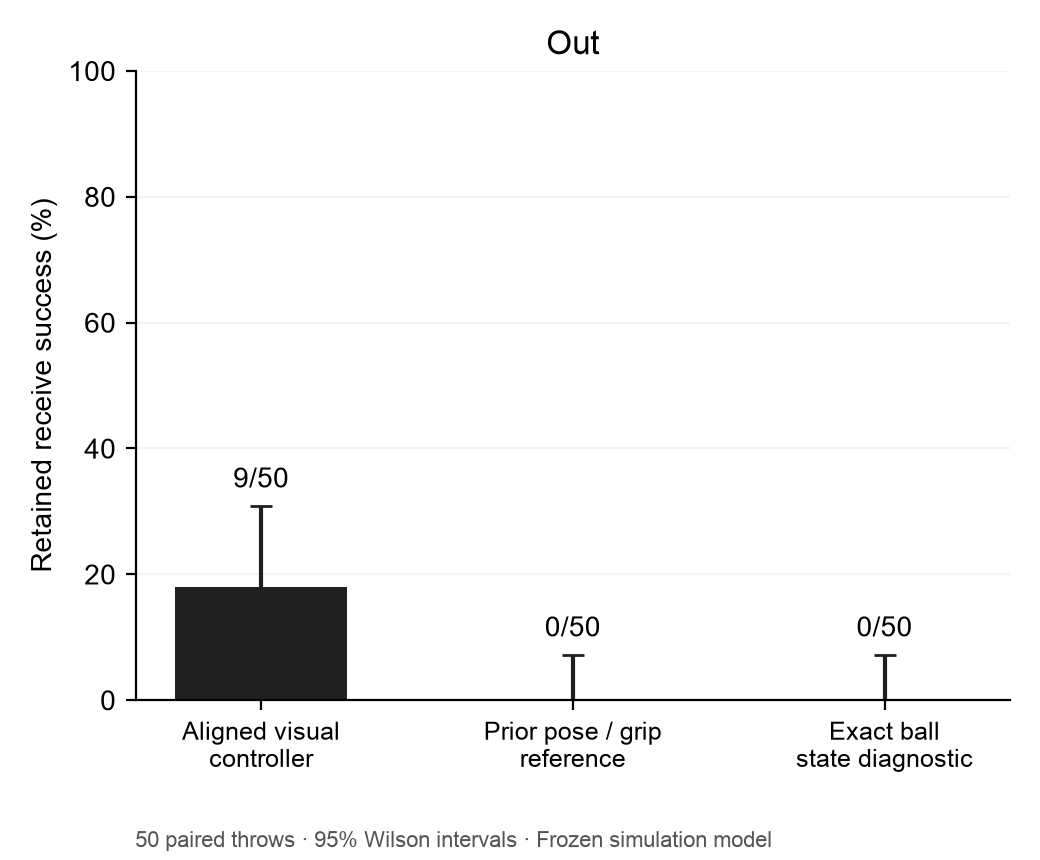 Out
Retained receive success (%)
100
80
60
40
20
0
9/50
0/50
0/50
Aligned visual
controller
Prior pose / grip
reference
Exact ball
state diagnostic
50 paired throws · 95% Wilson intervals · Frozen simulation model